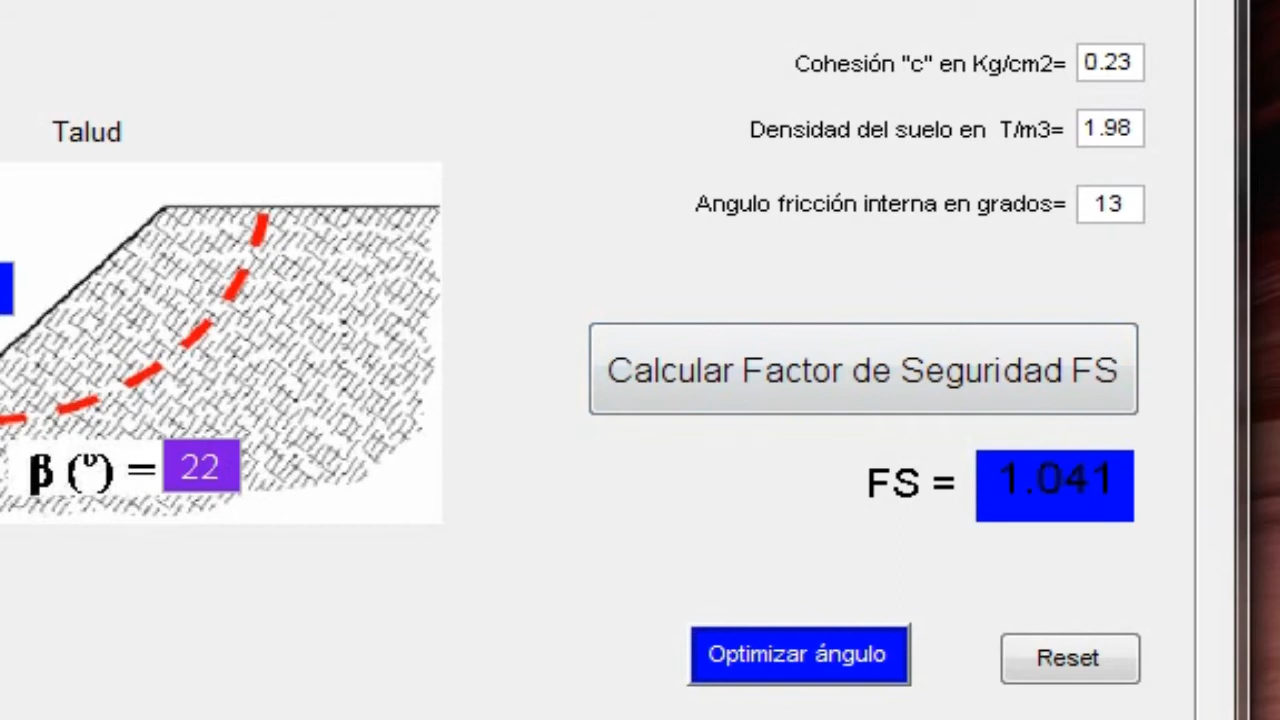 Cohesión "c" en Kg/cm2= 0.23
Talud
Densidad del suelo en T/m3= 1.98
Angulo fricción interna en grados= 13
Calcular Factor de Seguridad FS
β (º) = 22
FS = 1.041
Optimizar ángulo
Reset